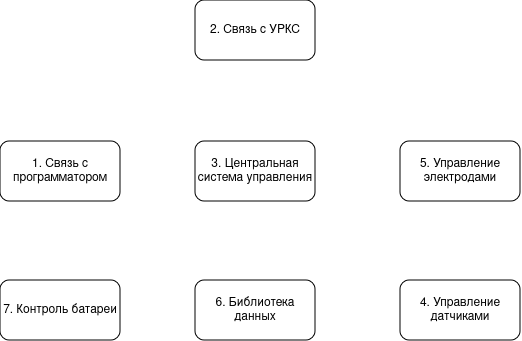 2. Связь с УРКС
1. Связь с
программатором
3. Центральная
система управления
5. Управление
электродами
7. Контроль батареи
6. Библиотека
данных
4. Управление
датчиками